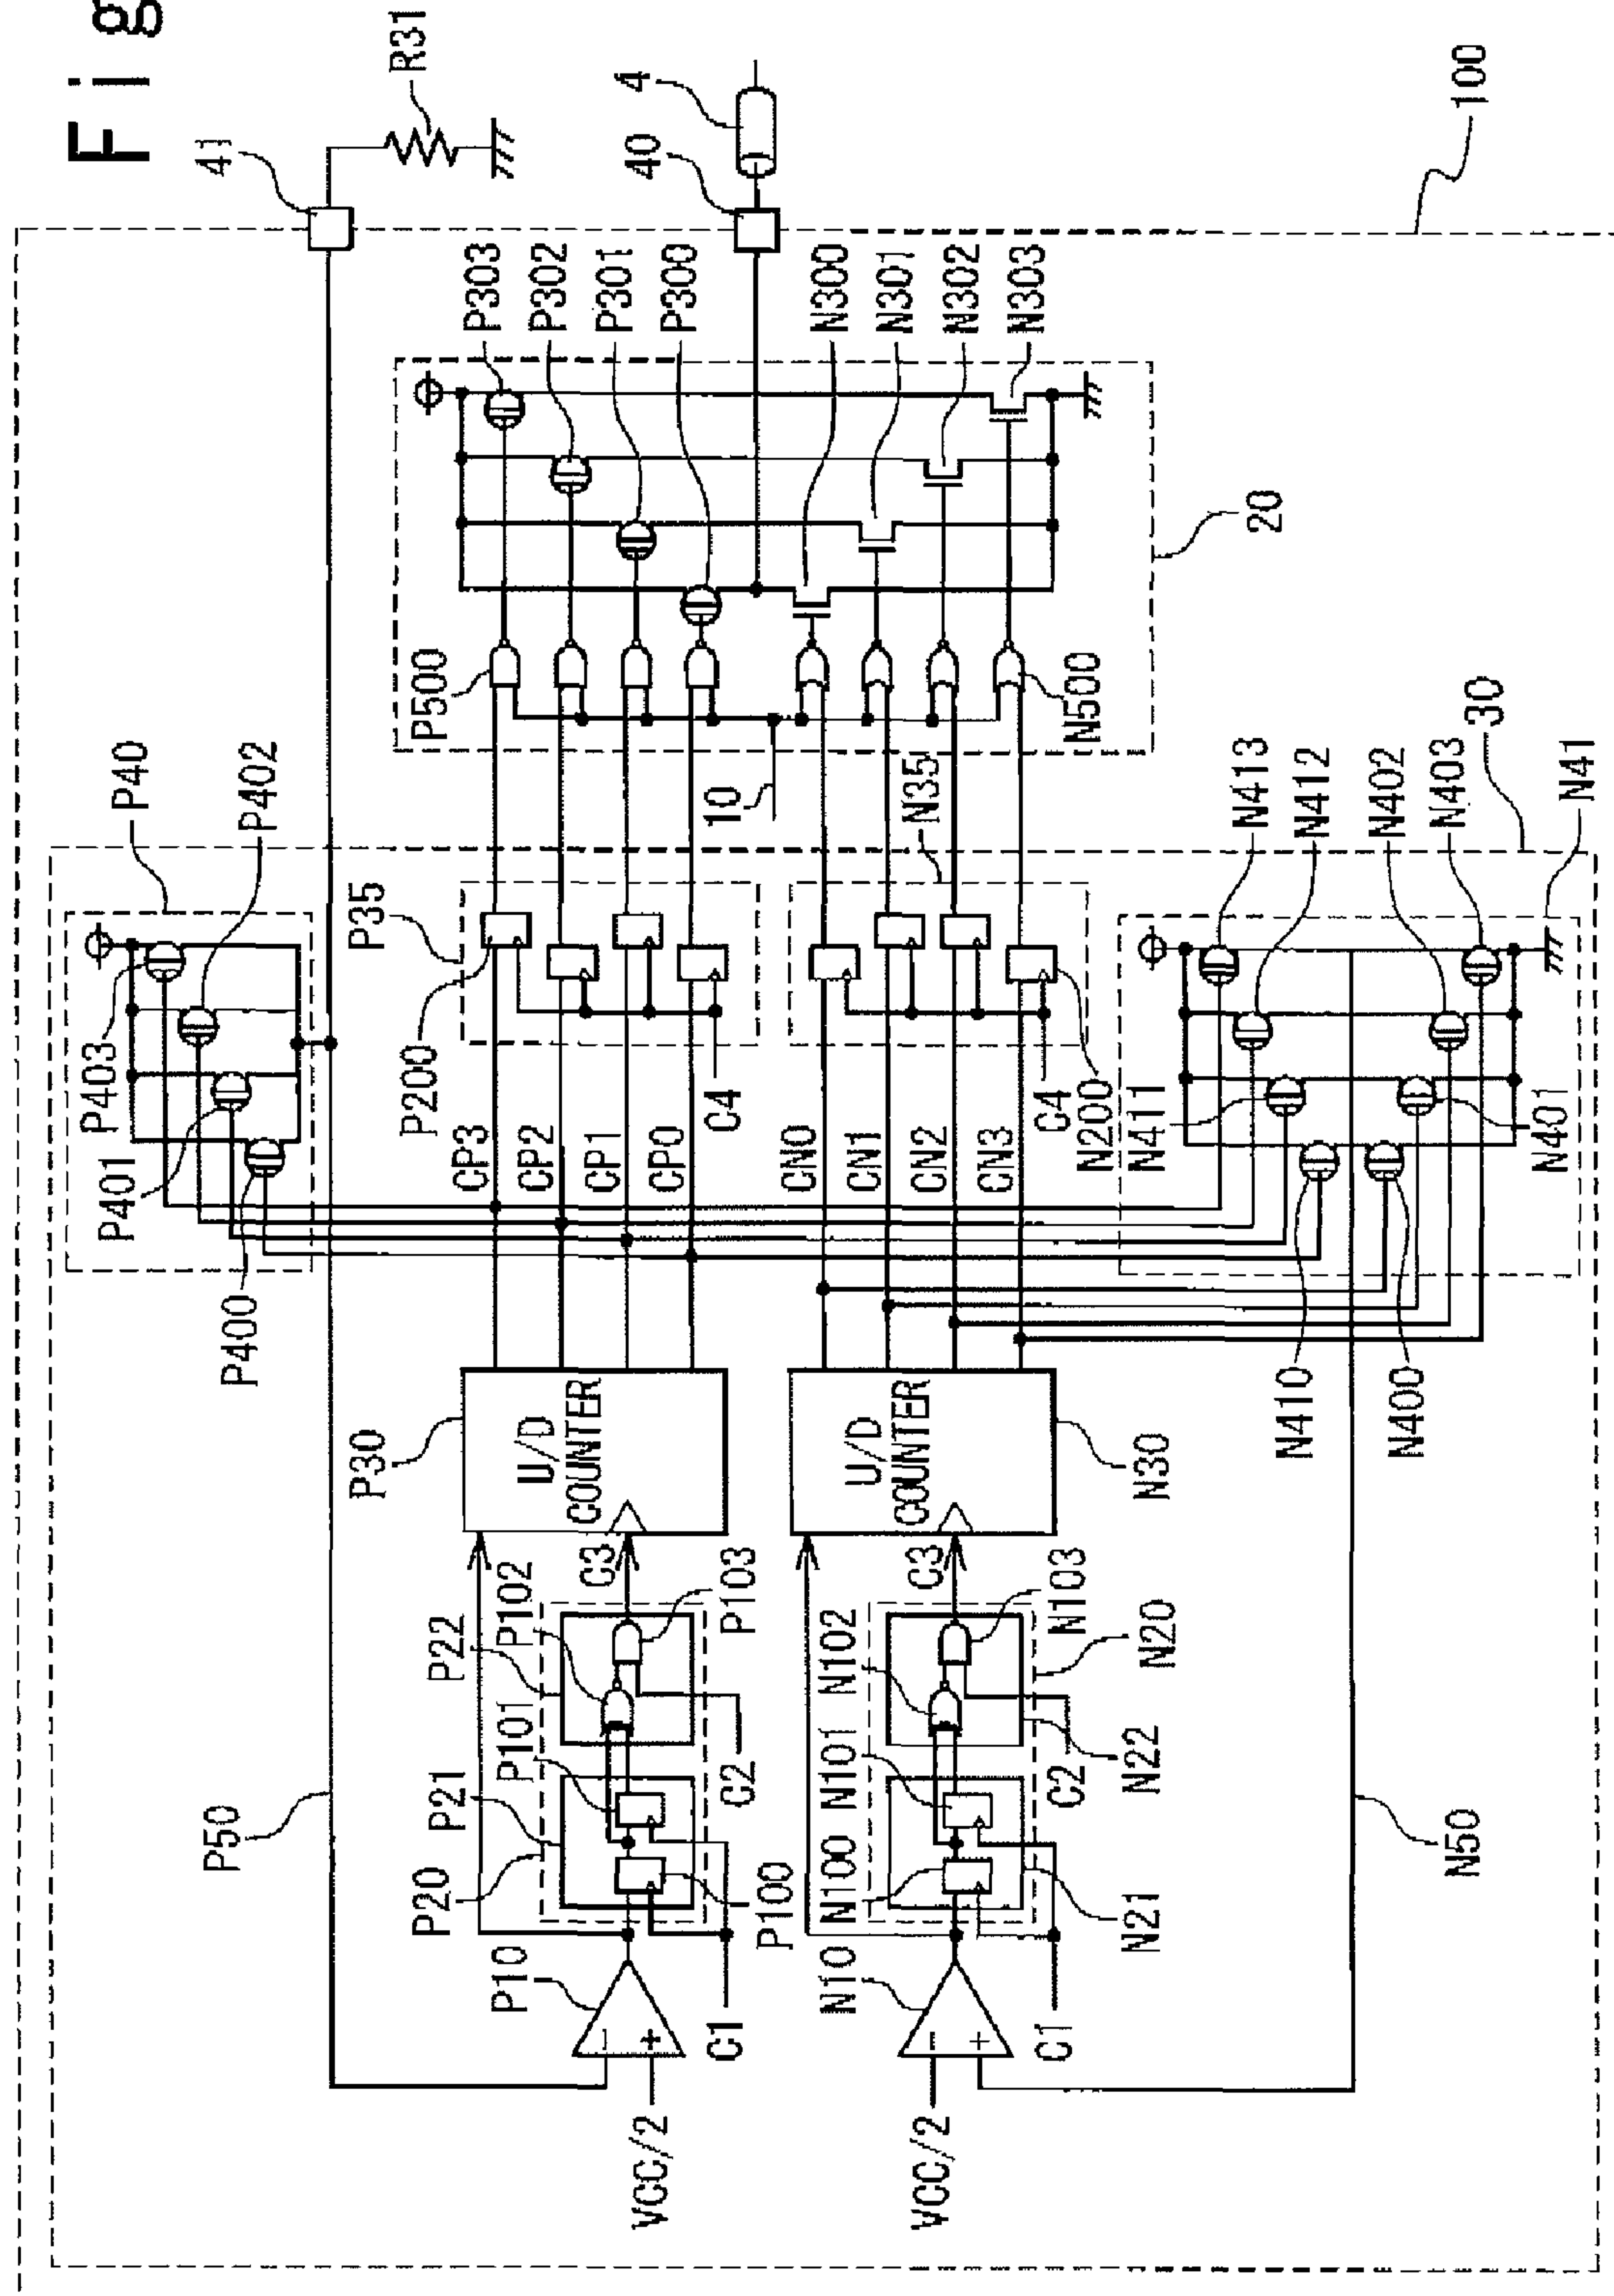 Fig
41
R31
4
40
100
P303
P302
P301
P300
N300
N301
N302
N303
20
P500
N500
10
P40
P402
P403
P401
P400
P35
P200
C4
N35
C4
N200
30
N41
N413
N412
N402
N403
N411
N401
N410
N400
CP3
CP2
CP1
CP0
CN0
CN1
CN2
CN3
P30
U/D
COUNTER
U/D
COUNTER
N30
C3
C3
P102
P22
P101
P21
P20
P103
C2
P100
N102
N101
N100
N103
N20
C2
N22
N21
P50
N50
P10
N10
-
+
-
+
C1
C1
VCC/2
VCC/2